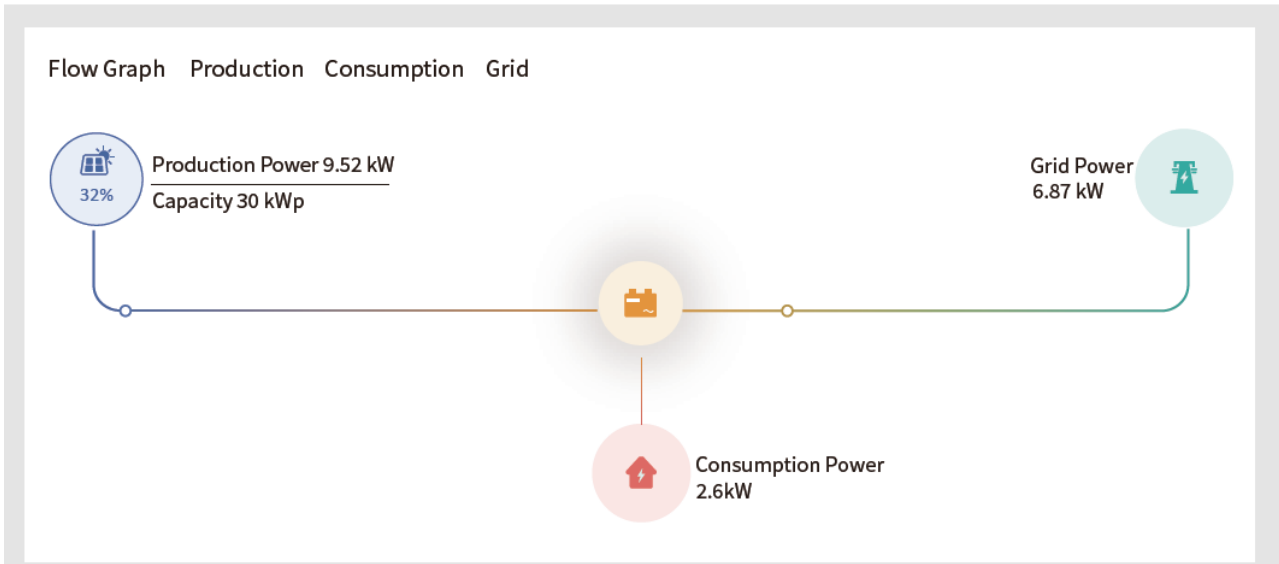 Flow Graph Production Consumption Grid
32%
Production Power 9.52 kW
Capacity 30 kWp
Grid Power
6.87 kW
Consumption Power
2.6kW